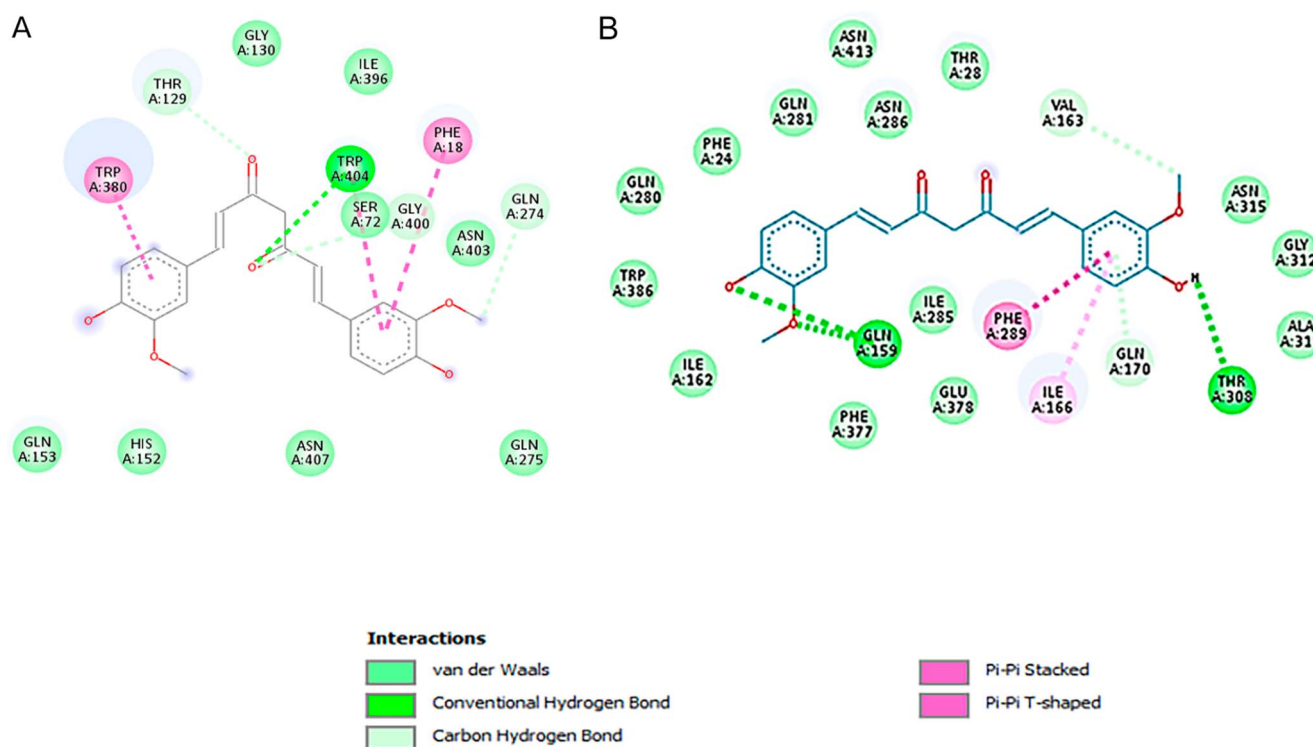 A
GLY
A:130
ILE
A:396
THR
A:129
PHE
A:18
TRP
A:404
TRP
A:380
SER
A:72
GLY
A:400
GLN
A:274
ASN
A:403
GLN
A:153
HIS
A:152
ASN
A:407
GLN
A:275
B
ASN
A:413
THR
A:28
GLN
A:281
ASN
A:286
VAL
A:163
PHE
A:24
GLN
A:280
ASN
A:315
GLY
A:312
TRP
A:386
ILE
A:285
PHE
A:289
GLN
A:159
GLN
A:170
ALA
A:31
ILE
A:162
GLU
A:378
ILE
A:166
THR
A:308
PHE
A:377
O
O
O
O
O
O
O
O
O
O
O
O
H
Interactions
van der Waals
Conventional Hydrogen Bond
Carbon Hydrogen Bond
Pi-Pi Stacked
Pi-Pi T-shaped